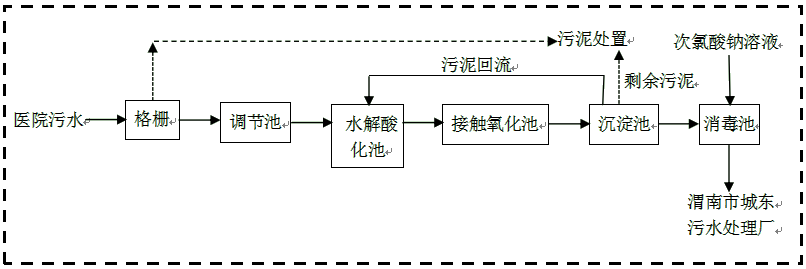 污泥处置
次氯酸钠溶液
污泥回流
剩余污泥
医院污水
格栅
调节池
水解酸
化池
接触氧化池
沉淀池
消毒池
渭南市城东
污水处理厂